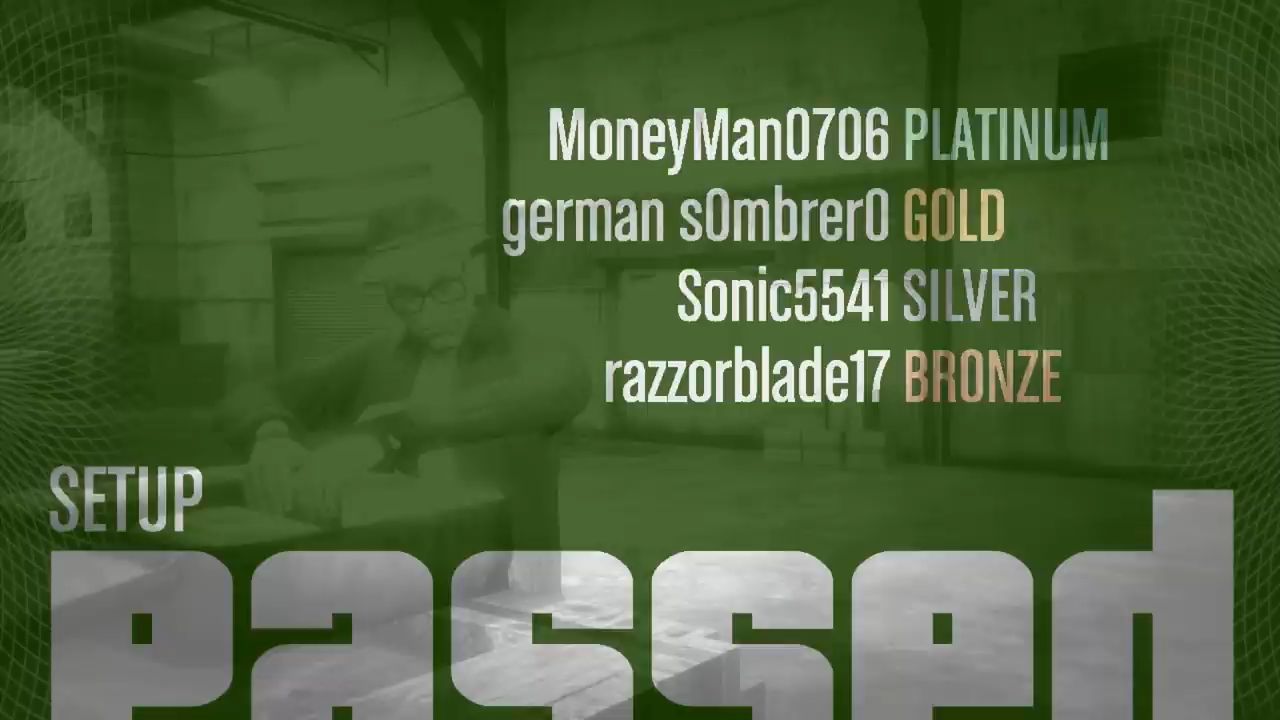 MoneyMan0706 PLATINUM
german s0mbrer0 GOLD
Sonic5541 SILVER
razzorblade17 BRONZE
SETUP
passed